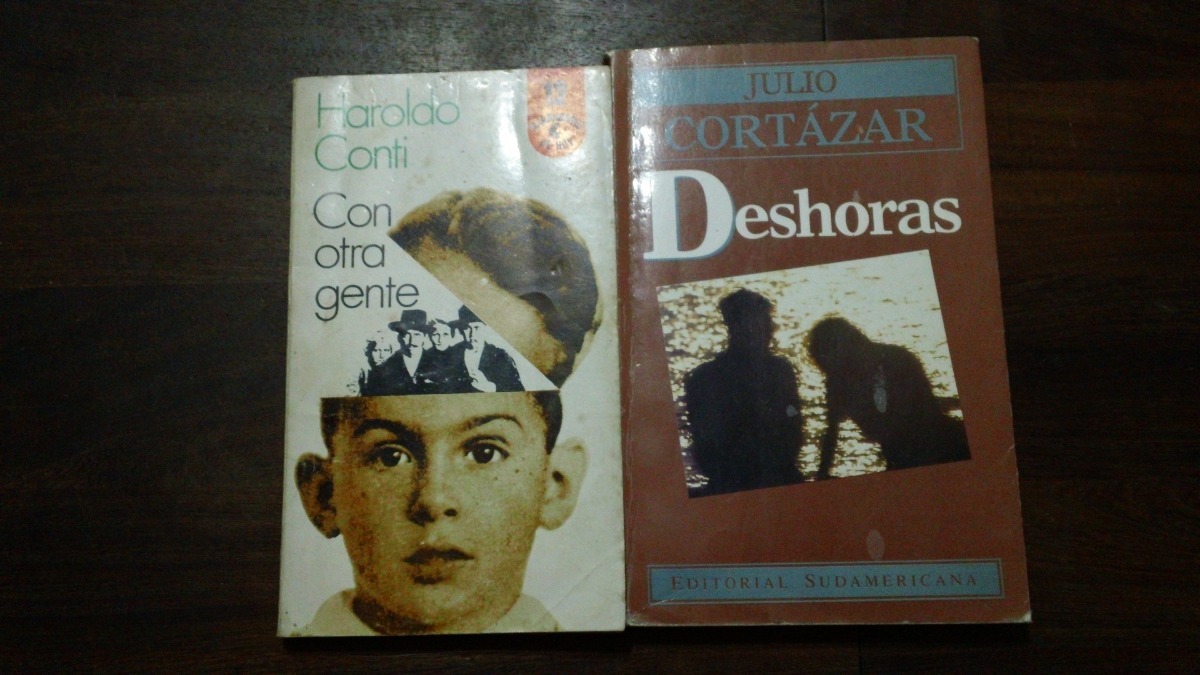 Haroldo
Conti
Con
otra
gente
JULIO
CORTÁZAR
Deshoras
EDITORIAL SUDAMERICANA